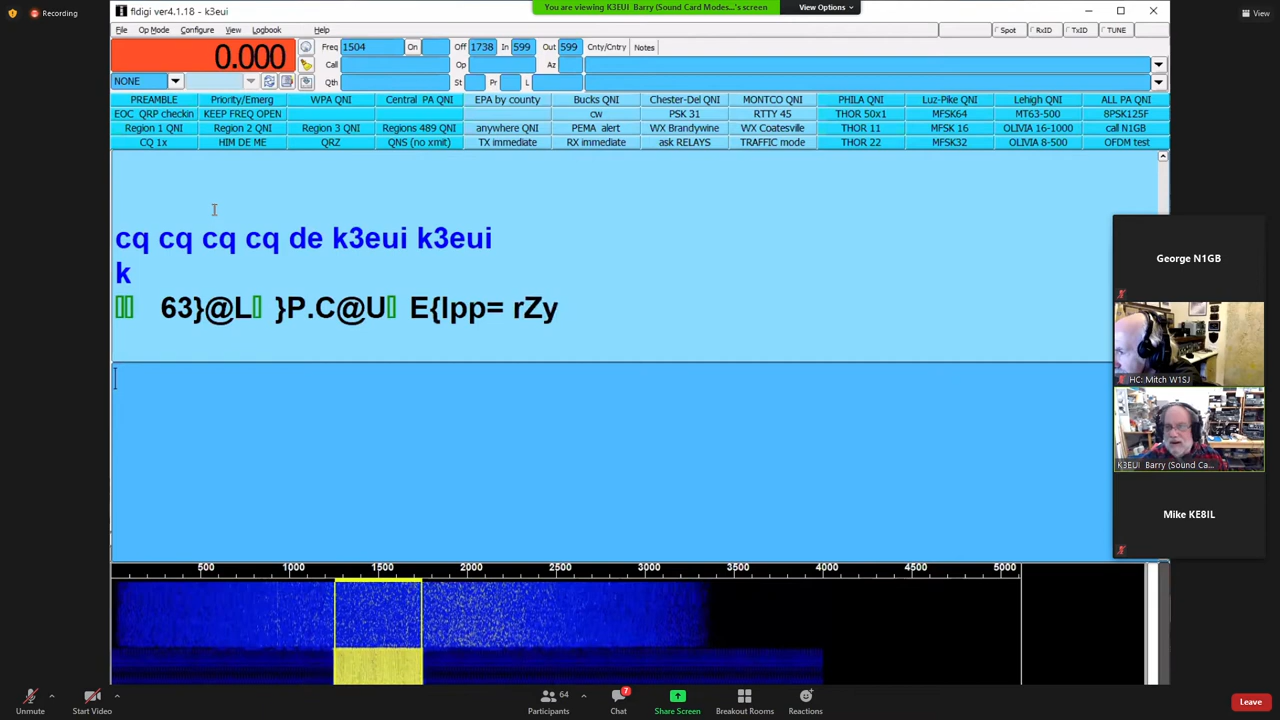 Recording
fldigi ver4.1.18 - k3eui
You are viewing K3EUI Barry (Sound Card Modes...'s screen
View Options
View
File Op Mode Configure View Logbook Help
Spot RxID TxID TUNE
0.000
Freq 1504 On Off 1738 In 599 Out 599 Cnty/Cntry Notes
Call Op Az
NONE
Qth St Pr L
PREAMBLE Priority/Emerg WPA QNI Central PA QNI EPA by county Bucks QNI Chester-Del QNI MONTCO QNI PHILA QNI Luz-Pike QNI Lehigh QNI ALL PA QNI
EOC QRP checkin KEEP FREQ OPEN cw PSK 31 RTTY 45 THOR 50x1 MFSK64 MT63-500 8PSK125F
Region 1 QNI Region 2 QNI Region 3 QNI Regions 489 QNI anywhere QNI PEMA alert WX Brandywine WX Coatesville THOR 11 MFSK 16 OLIVIA 16-1000 call N1GB
CQ 1x HIM DE ME QRZ QNS (no xmit) TX immediate RX immediate ask RELAYS TRAFFIC mode THOR 22 MFSK32 OLIVIA 8-500 OFDM test
cq cq cq cq de k3eui k3eui
k
63}@L }P.C@U E{Ipp= rZy
George N1GB
HC: Mitch W1SJ
K3EUI Barry (Sound Ca...
Mike KE8IL
500 1000 1500 2000 2500 3000 3500 4000 4500 5000
Unmute Start Video Participants 64 Chat 7 Share Screen Breakout Rooms Reactions Leave